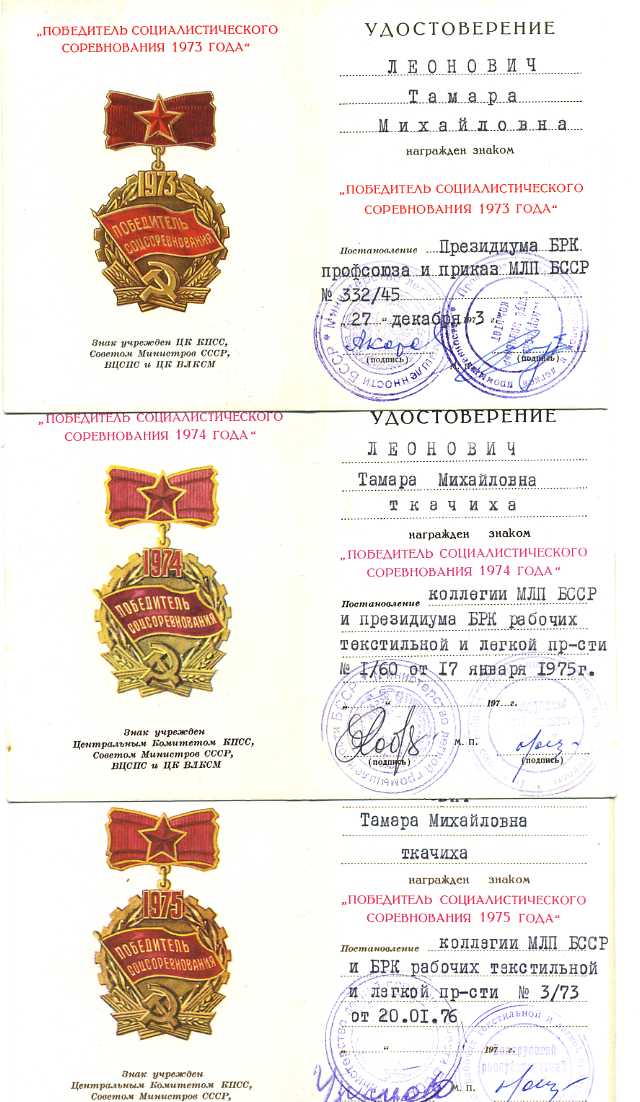 „ПОБЕДИТЕЛЬ СОЦИАЛИСТИЧЕСКОГО
СОРЕВНОВАНИЯ 1973 ГОДА“
1973
ПОБЕДИТЕЛЬ
СОЦСОРЕВНОВАНИЯ
Знак учрежден ЦК КПСС,
Советом Министров СССР,
ВЦСПС и ЦК ВЛКСМ
УДОСТОВЕРЕНИЕ
ЛЕОНОВИЧ
Тамара
Михайловна
награжден знаком
„ПОБЕДИТЕЛЬ СОЦИАЛИСТИЧЕСКОГО
СОРЕВНОВАНИЯ 1973 ГОДА“
Постановление Президиума БРК
профсоюза и приказ МЛП БССР
№ 332/45
„27“ декабря 1973 г.
(подпись) М. П. (подпись)
„ПОБЕДИТЕЛЬ СОЦИАЛИСТИЧЕСКОГО
СОРЕВНОВАНИЯ 1974 ГОДА“
1974
ПОБЕДИТЕЛЬ
СОЦСОРЕВНОВАНИЯ
Знак учрежден
Центральным Комитетом КПСС,
Советом Министров СССР,
ВЦСПС и ЦК ВЛКСМ
УДОСТОВЕРЕНИЕ
ЛЕОНОВИЧ
Тамара Михайловна
ткачиха
награжден знаком
„ПОБЕДИТЕЛЬ СОЦИАЛИСТИЧЕСКОГО
СОРЕВНОВАНИЯ 1974 ГОДА“
Постановление коллегии МЛП БССР
и президиума БРК рабочих
текстильной и легкой пр-сти
№ 1/60 от 17 января 1975г.
„ “ 197 г.
М. П.
(подпись) (подпись)
1975
ПОБЕДИТЕЛЬ
СОЦСОРЕВНОВАНИЯ
Знак учрежден
Центральным Комитетом КПСС,
Советом Министров СССР,
Тамара Михайловна
ткачиха
награжден знаком
„ПОБЕДИТЕЛЬ СОЦИАЛИСТИЧЕСКОГО
СОРЕВНОВАНИЯ 1975 ГОДА“
Постановление коллегии МЛП БССР
и БРК рабочих текстильной
и легкой пр-сти № 3/73
от 20.01.76
„ “ 197 г.
М. П.